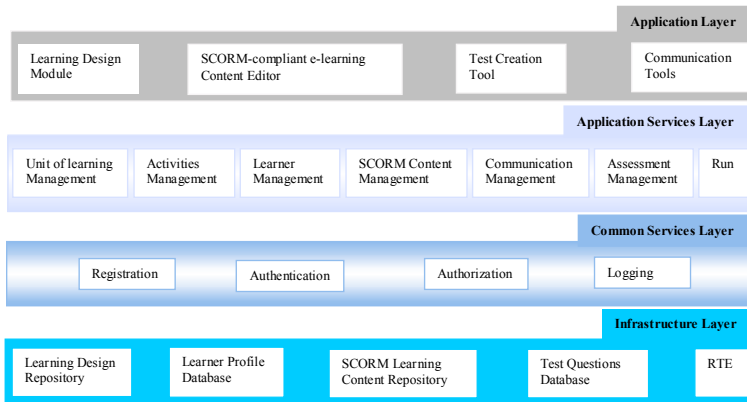 Application Layer
Learning Design
Module
SCORM-compliant e-learning
Content Editor
Test Creation
Tool
Communication
Tools
Application Services Layer
Unit of learning
Management
Activities
Management
Learner
Management
SCORM Content
Management
Communication
Management
Assessment
Management
Run
Common Services Layer
Registration
Authentication
Authorization
Logging
Infrastructure Layer
Learning Design
Repository
Learner Profile
Database
SCORM Learning
Content Repository
Test Questions
Database
RTE